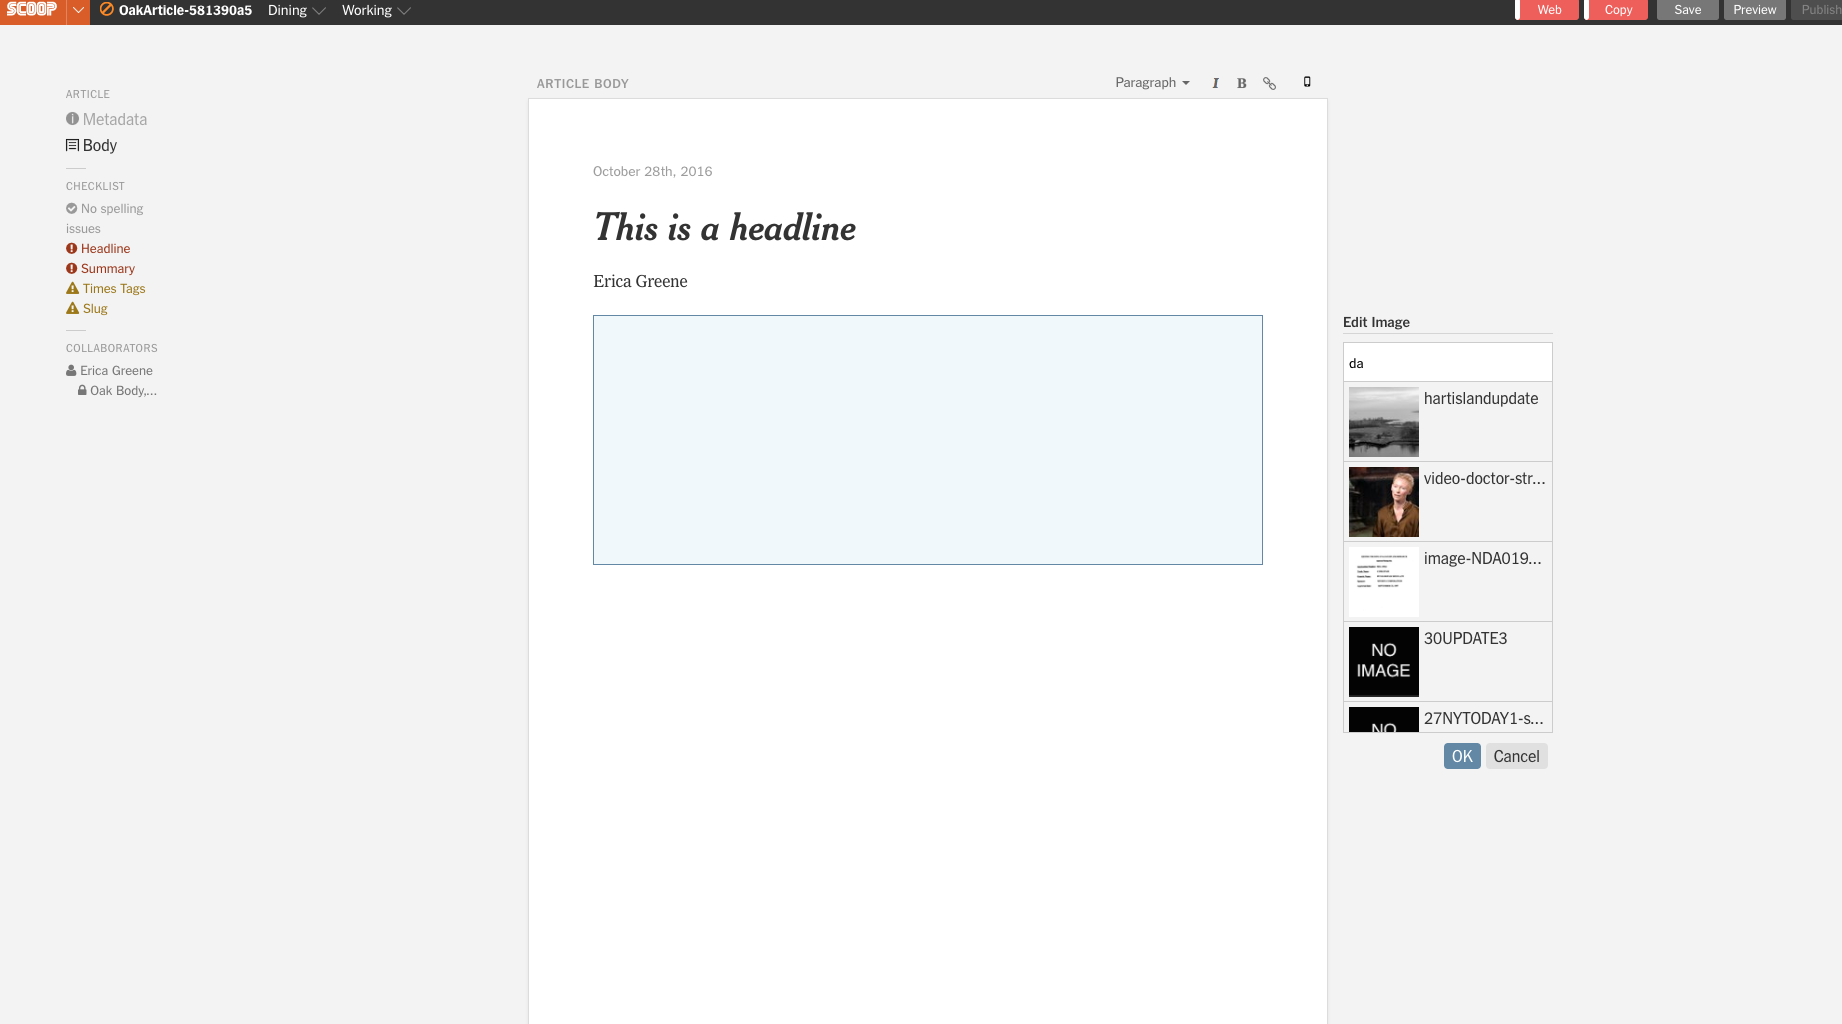 SCOOP
OakArticle-581390a5 Dining Working
Web Copy Save Preview Publish
ARTICLE
Metadata
Body
CHECKLIST
No spelling
issues
Headline
Summary
Times Tags
Slug
COLLABORATORS
Erica Greene
Oak Body,...
ARTICLE BODY
Paragraph I B
October 28th, 2016
This is a headline
Erica Greene
Edit Image
da
hartislandupdate
video-doctor-str...
image-NDA019...
NO
IMAGE
30UPDATE3
NO
27NYTODAY1-s...
OK Cancel